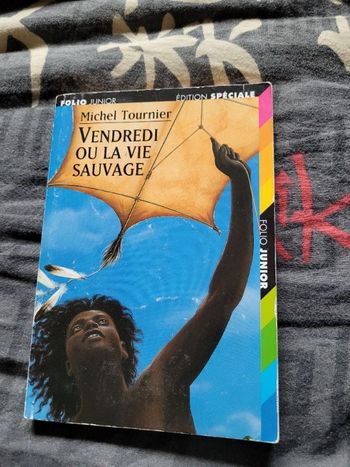 FOLIO JUNIOR
ÉDITION SPÉCIALE
Michel Tournier
VENDREDI
OU LA VIE
SAUVAGE
FOLIO JUNIOR